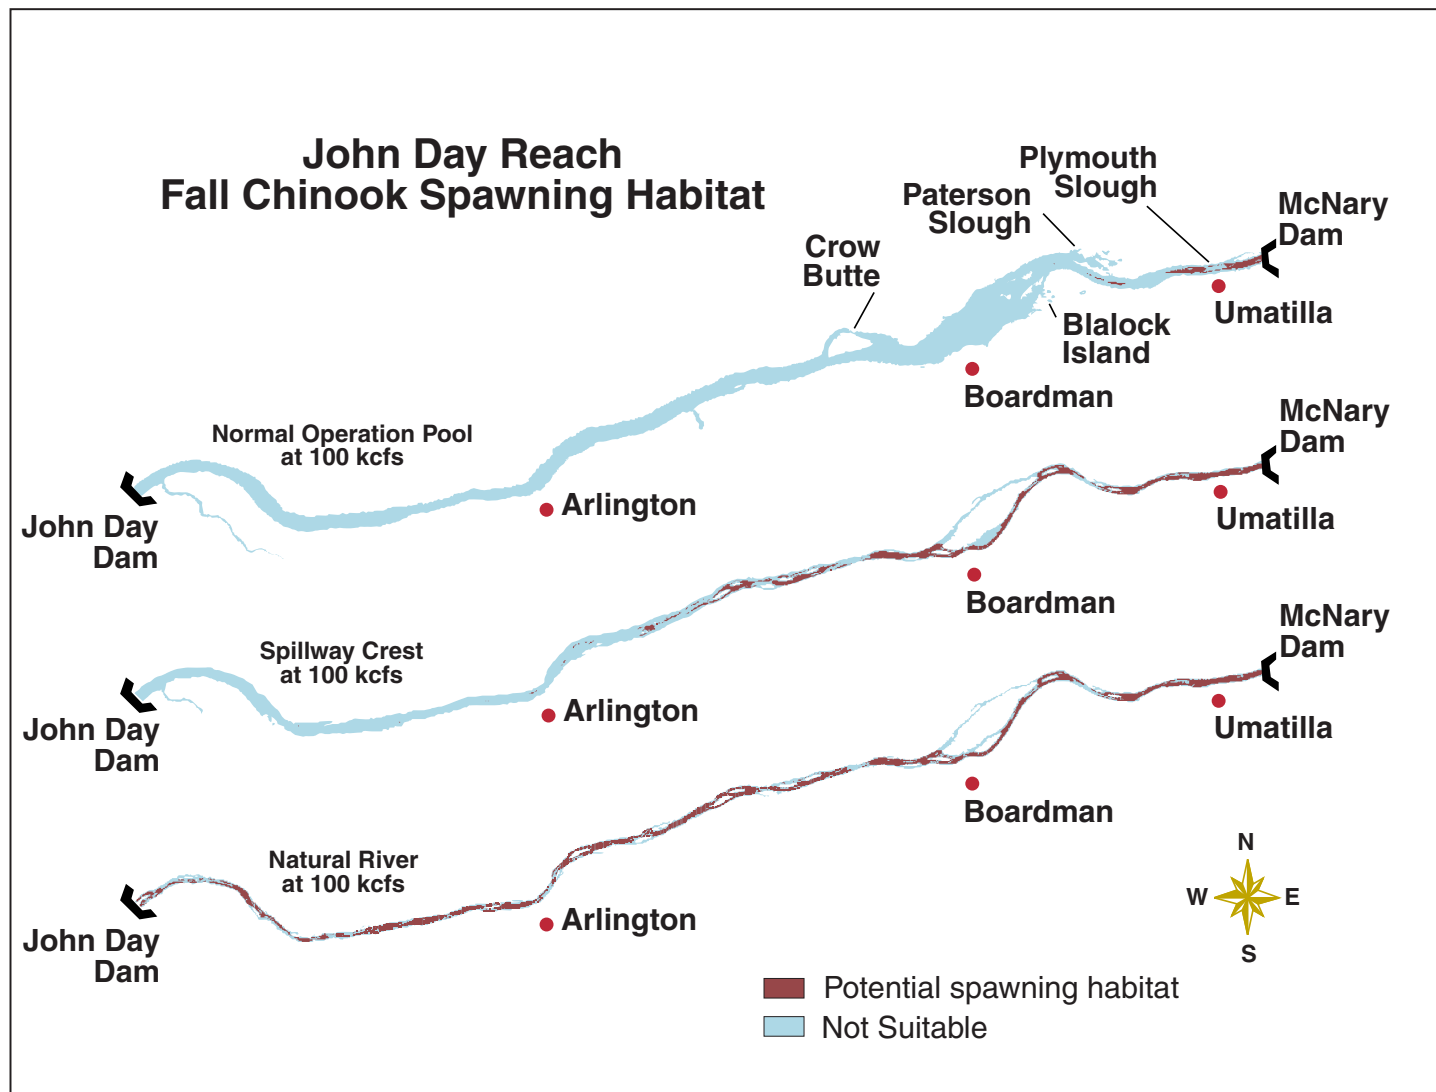 John Day Reach
Fall Chinook Spawning Habitat
Plymouth
Slough
Paterson
Slough
McNary
Dam
Crow
Butte
Umatilla
Blalock
Island
Boardman
Normal Operation Pool
at 100 kcfs
Arlington
John Day
Dam
McNary
Dam
Umatilla
Boardman
Spillway Crest
at 100 kcfs
Arlington
John Day
Dam
McNary
Dam
Umatilla
Boardman
Natural River
at 100 kcfs
Arlington
John Day
Dam
N
W
E
S
Potential spawning habitat
Not Suitable